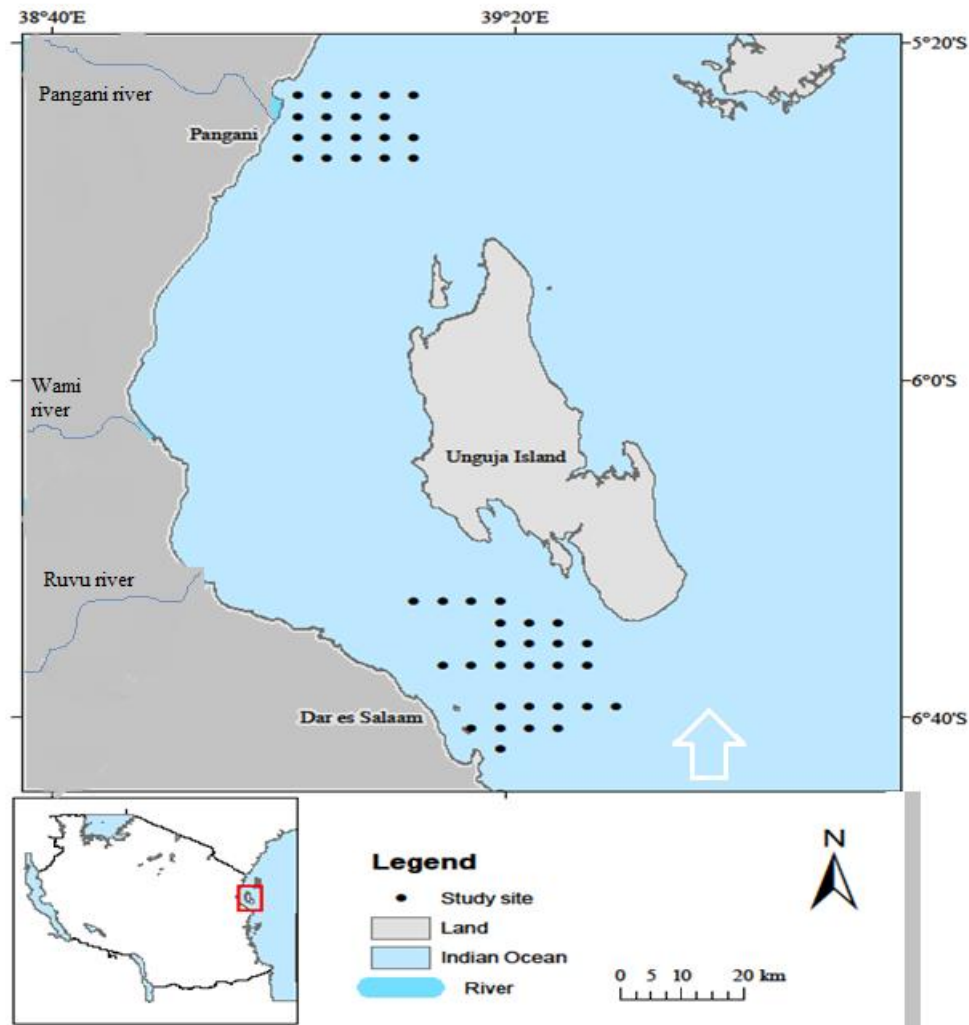 38°40'E
39°20'E
5°20'S
Pangani river
Pangani
Wami
river
6°0'S
Unguja Island
Ruvu river
Dar es Salaam
6°40'S
N
Legend
Study site
Land
Indian Ocean
River
0 5 10 20 km